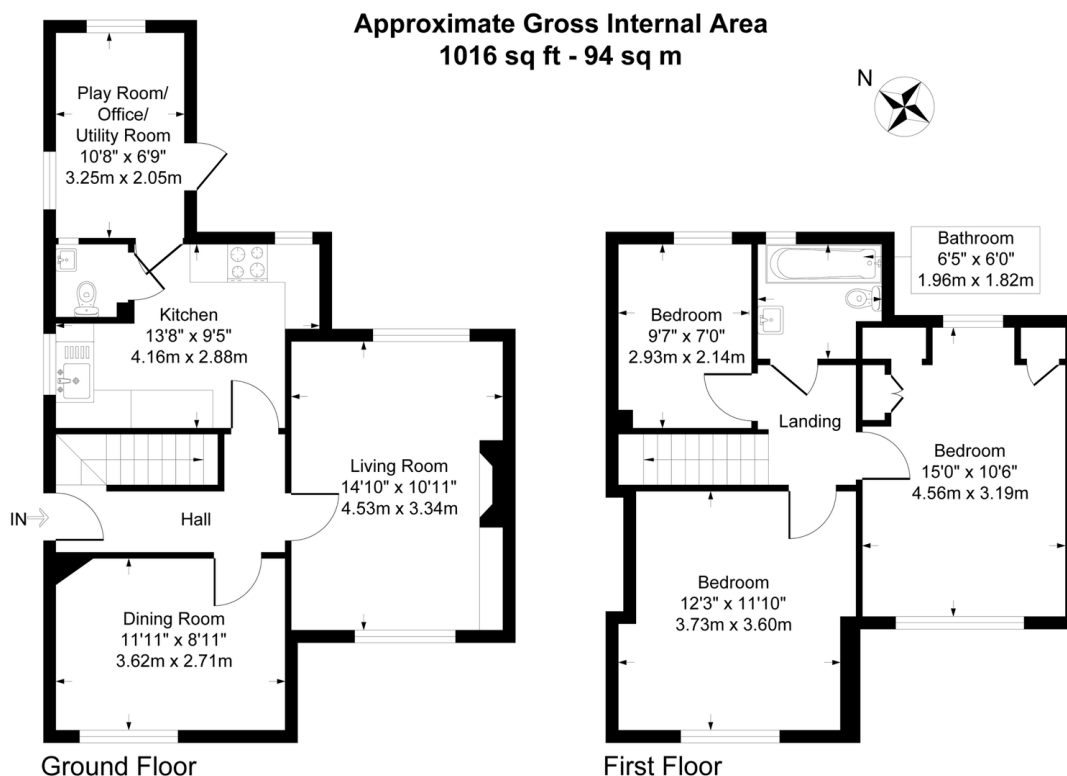 Approximate Gross Internal Area
1016 sq ft - 94 sq m
N
Play Room/
Office/
Utility Room
10'8" x 6'9"
3.25m x 2.05m
Kitchen
13'8" x 9'5"
4.16m x 2.88m
Living Room
14'10" x 10'11"
4.53m x 3.34m
IN
Hall
Dining Room
11'11" x 8'11"
3.62m x 2.71m
Ground Floor
Bathroom
6'5" x 6'0"
1.96m x 1.82m
Bedroom
9'7" x 7'0"
2.93m x 2.14m
Landing
Bedroom
15'0" x 10'6"
4.56m x 3.19m
Bedroom
12'3" x 11'10"
3.73m x 3.60m
First Floor